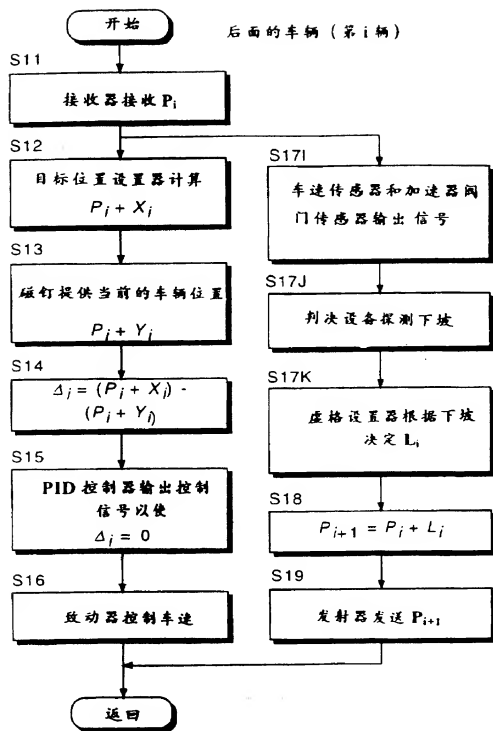 开始
后面的车辆(第i辆)
S11
接收器接收 Pi
S12
目标位置设置器计算
Pi + Xi
S13
磁钉提供当前的车辆位置
Pi + Yi
S14
Δi = (Pi + Xi) -
(Pi + Yi)
S15
PID 控制器输出控制
信号以使
Δi = 0
S16
致动器控制车速
S17I
车速传感器和加速器阀
门传感器输出信号
S17J
判决设备探测下坡
S17K
虚格设置器根据下坡
决定 Li
S18
Pi+1 = Pi + Li
S19
发射器发送 Pi+1
返回